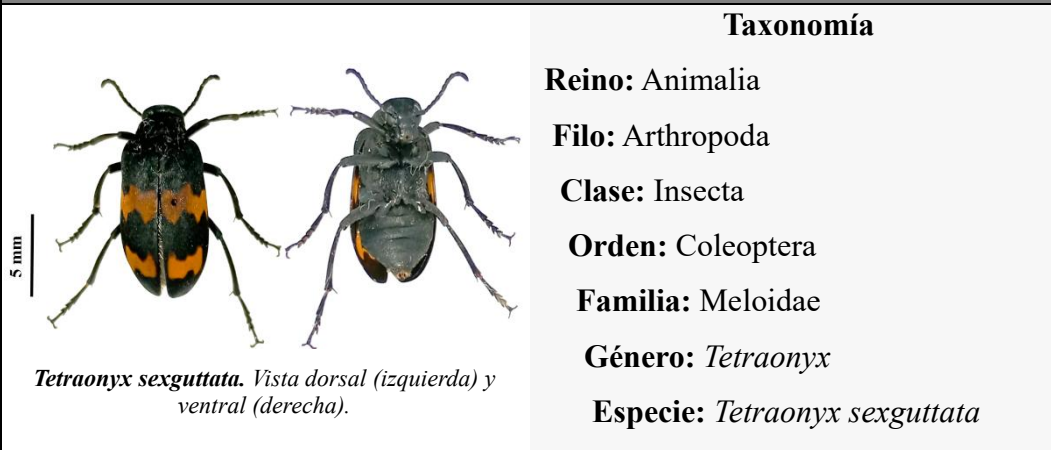 5 mm
Tetraonyx sexguttata. Vista dorsal (izquierda) y
ventral (derecha).
Taxonomía
Reino: Animalia
Filo: Arthropoda
Clase: Insecta
Orden: Coleoptera
Familia: Meloidae
Género: Tetraonyx
Especie: Tetraonyx sexguttata